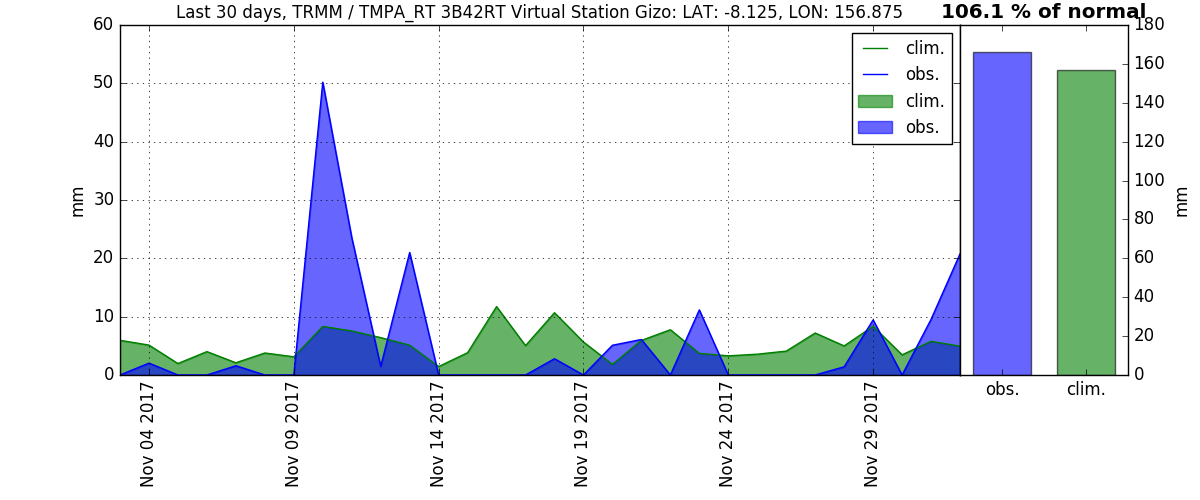 Last 30 days, TRMM / TMPA_RT 3B42RT Virtual Station Gizo: LAT: -8.125, LON: 156.875
106.1 % of normal
60
50
40
30
20
10
0
mm
clim.
obs.
clim.
obs.
Nov 04 2017
Nov 09 2017
Nov 14 2017
Nov 19 2017
Nov 24 2017
Nov 29 2017
180
160
140
120
100
80
60
40
20
0
mm
obs.
clim.